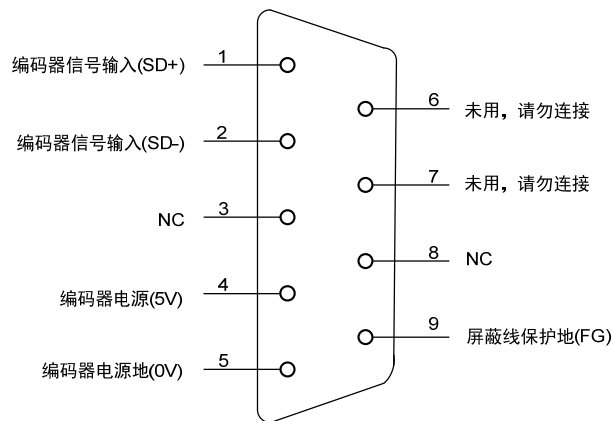 编码器信号输入(SD+) 1
6 未用，请勿连接
编码器信号输入(SD-) 2
7 未用，请勿连接
NC 3
8 NC
编码器电源(5V) 4
9 屏蔽线保护地(FG)
编码器电源地(0V) 5